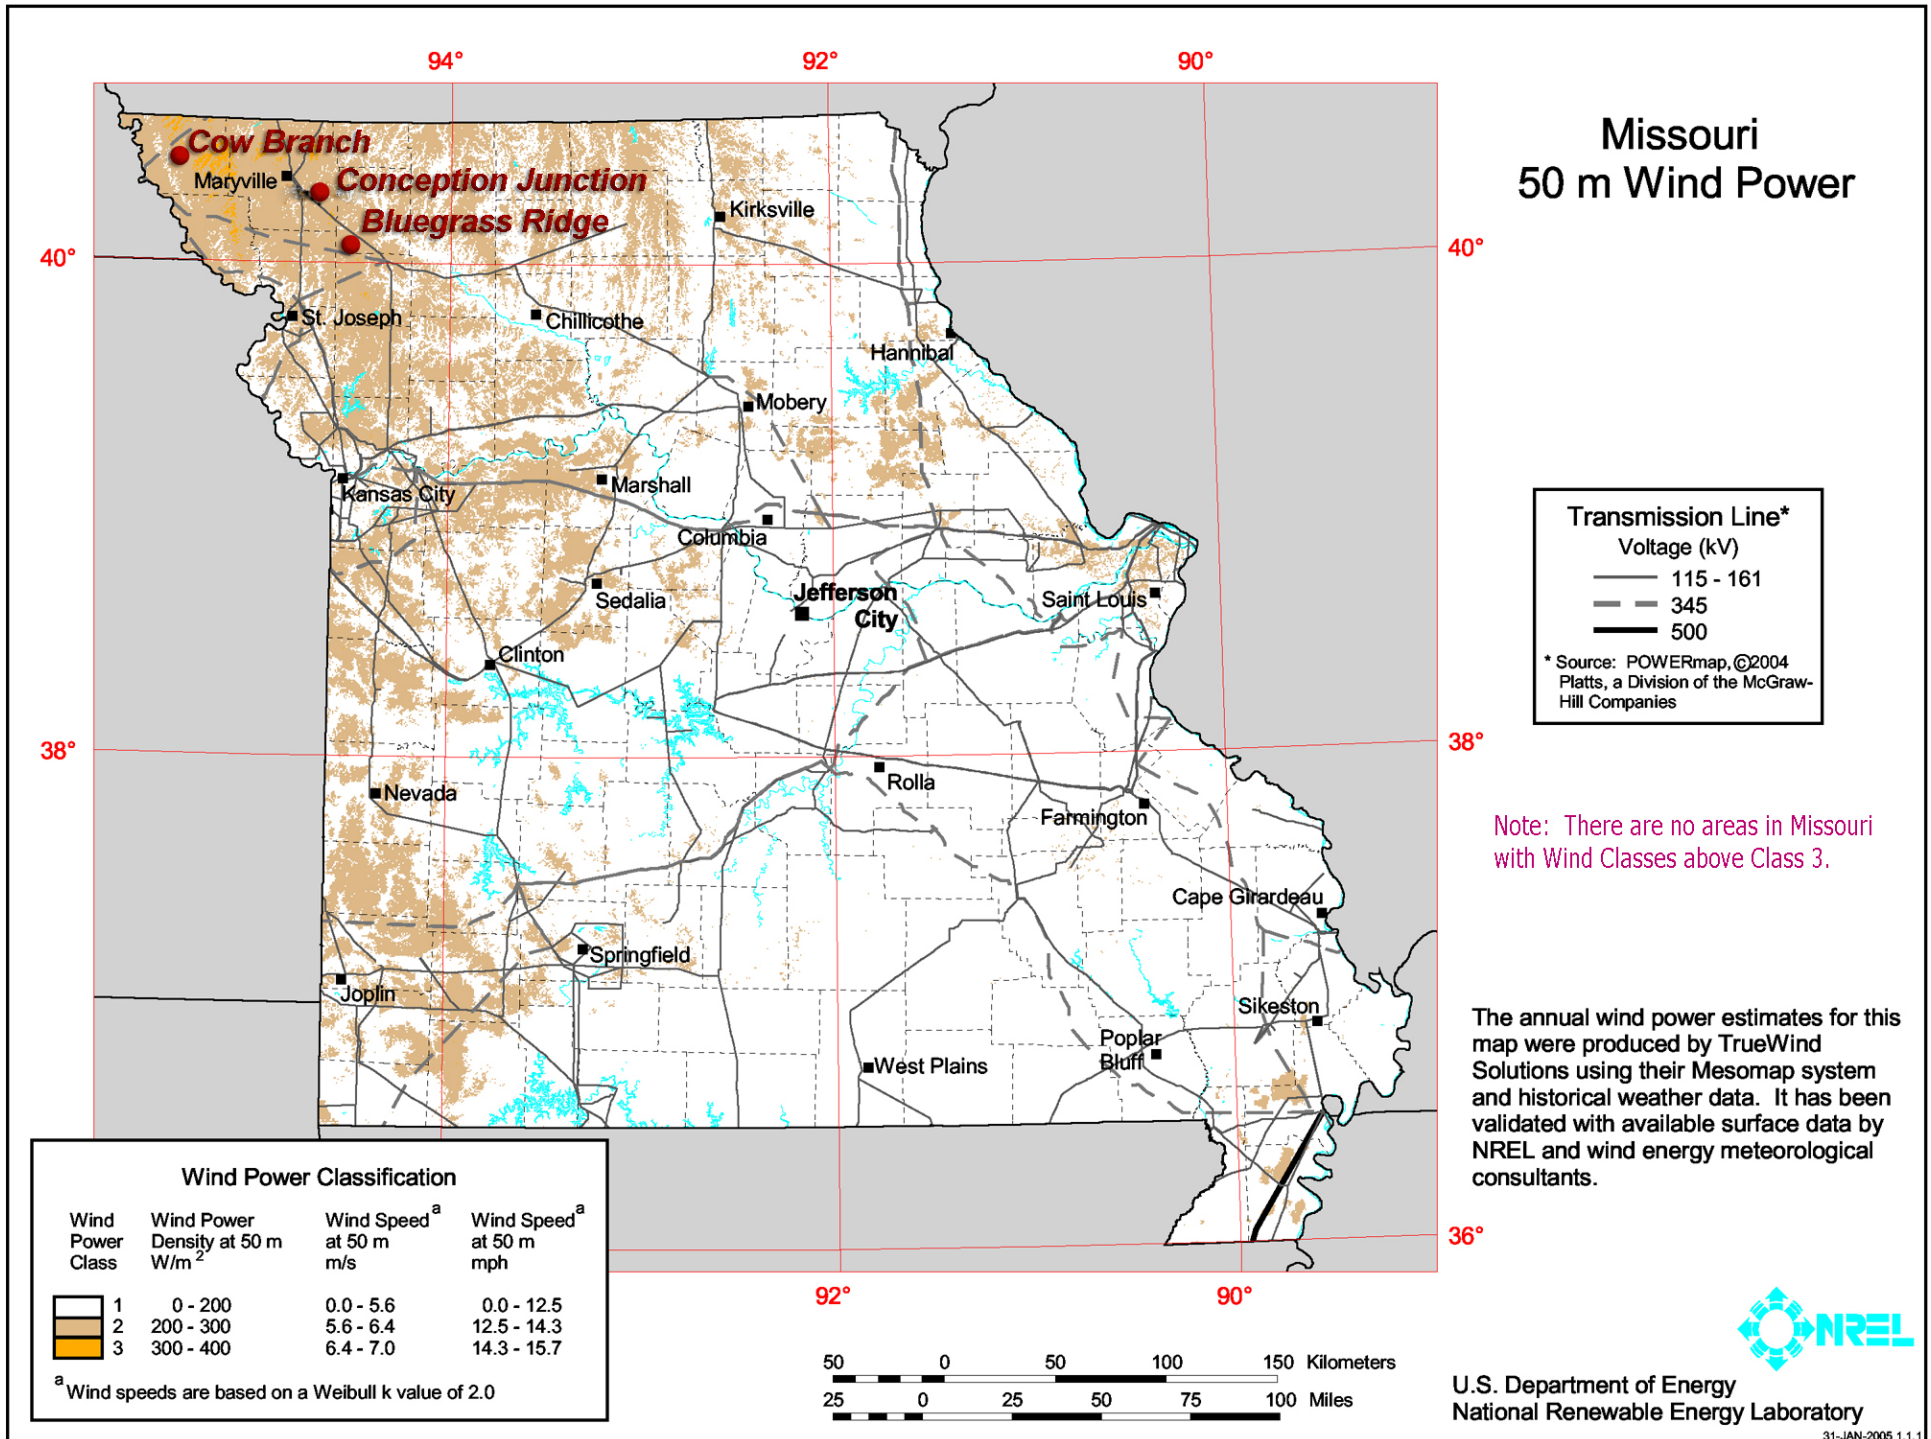 94°
92°
90°
Missouri
50 m Wind Power
Cow Branch
Maryville
Conception Junction
Bluegrass Ridge
Kirksville
40°
40°
St. Joseph
Chillicothe
Hannibal
Mobery
Kansas City
Marshall
Columbia
Jefferson
City
Sedalia
Saint Louis
Clinton
Transmission Line*
Voltage (kV)
115 - 161
345
500
* Source: POWERmap, ©2004
Platts, a Division of the McGraw-
Hill Companies
38°
38°
Nevada
Rolla
Farmington
Note: There are no areas in Missouri
with Wind Classes above Class 3.
Cape Girardeau
Springfield
Joplin
Sikeston
Poplar
Bluff
West Plains
The annual wind power estimates for this
map were produced by TrueWind
Solutions using their Mesomap system
and historical weather data. It has been
validated with available surface data by
NREL and wind energy meteorological
consultants.
36°
92°
90°
Wind Power Classification
Wind Power Class
Wind Power Density at 50 m W/m 2
Wind Speed a at 50 m m/s
Wind Speed a at 50 m mph
1 0 - 200 0.0 - 5.6 0.0 - 12.5
2 200 - 300 5.6 - 6.4 12.5 - 14.3
3 300 - 400 6.4 - 7.0 14.3 - 15.7
a Wind speeds are based on a Weibull k value of 2.0
50 0 50 100 150 Kilometers
25 0 25 50 75 100 Miles
NREL
U.S. Department of Energy
National Renewable Energy Laboratory
31-JAN-2005 1.1.1